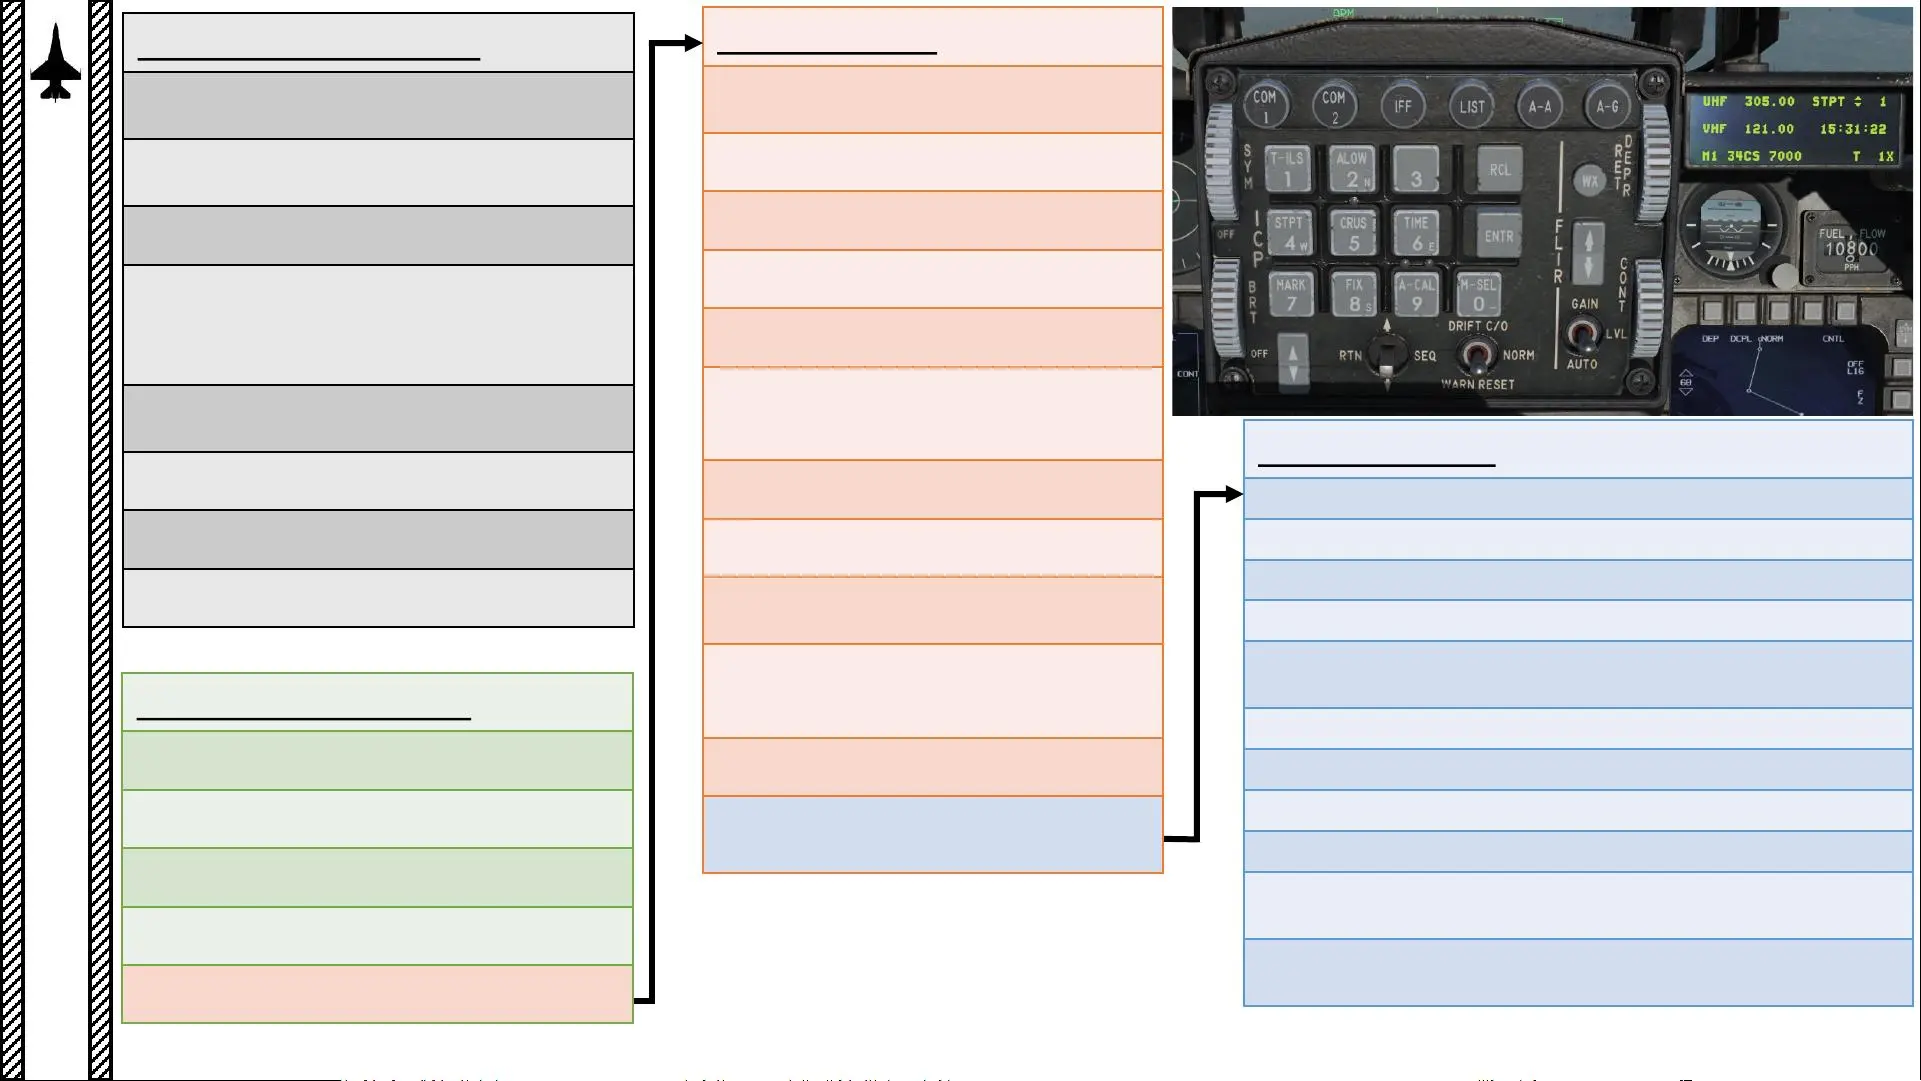 COM
1
COM
2
IFF
LIST
A-A
A-G
UHF 305.00 STPT 1
VHF 121.00 15:31:22
M1 34CS 7000 T 1X
SYM
T-ILS
1
ALOW
2 N
3
RCL
WX
DEPR
RET
ICP
STPT
4 W
CRUS
5
TIME
6 E
ENTR
FLIR
OFF
FUEL FLOW
10800
PPH
BRT
MARK
7
FIX
8 S
A-CAL
9
M-SEL
0 -
CONT
GAIN
LVL
AUTO
DRIFT C/O
RTN
SEQ
NORM
WARN RESET
OFF
DEP DCPL NORM CNTL
OFF
L16
60
F
Z
CONT